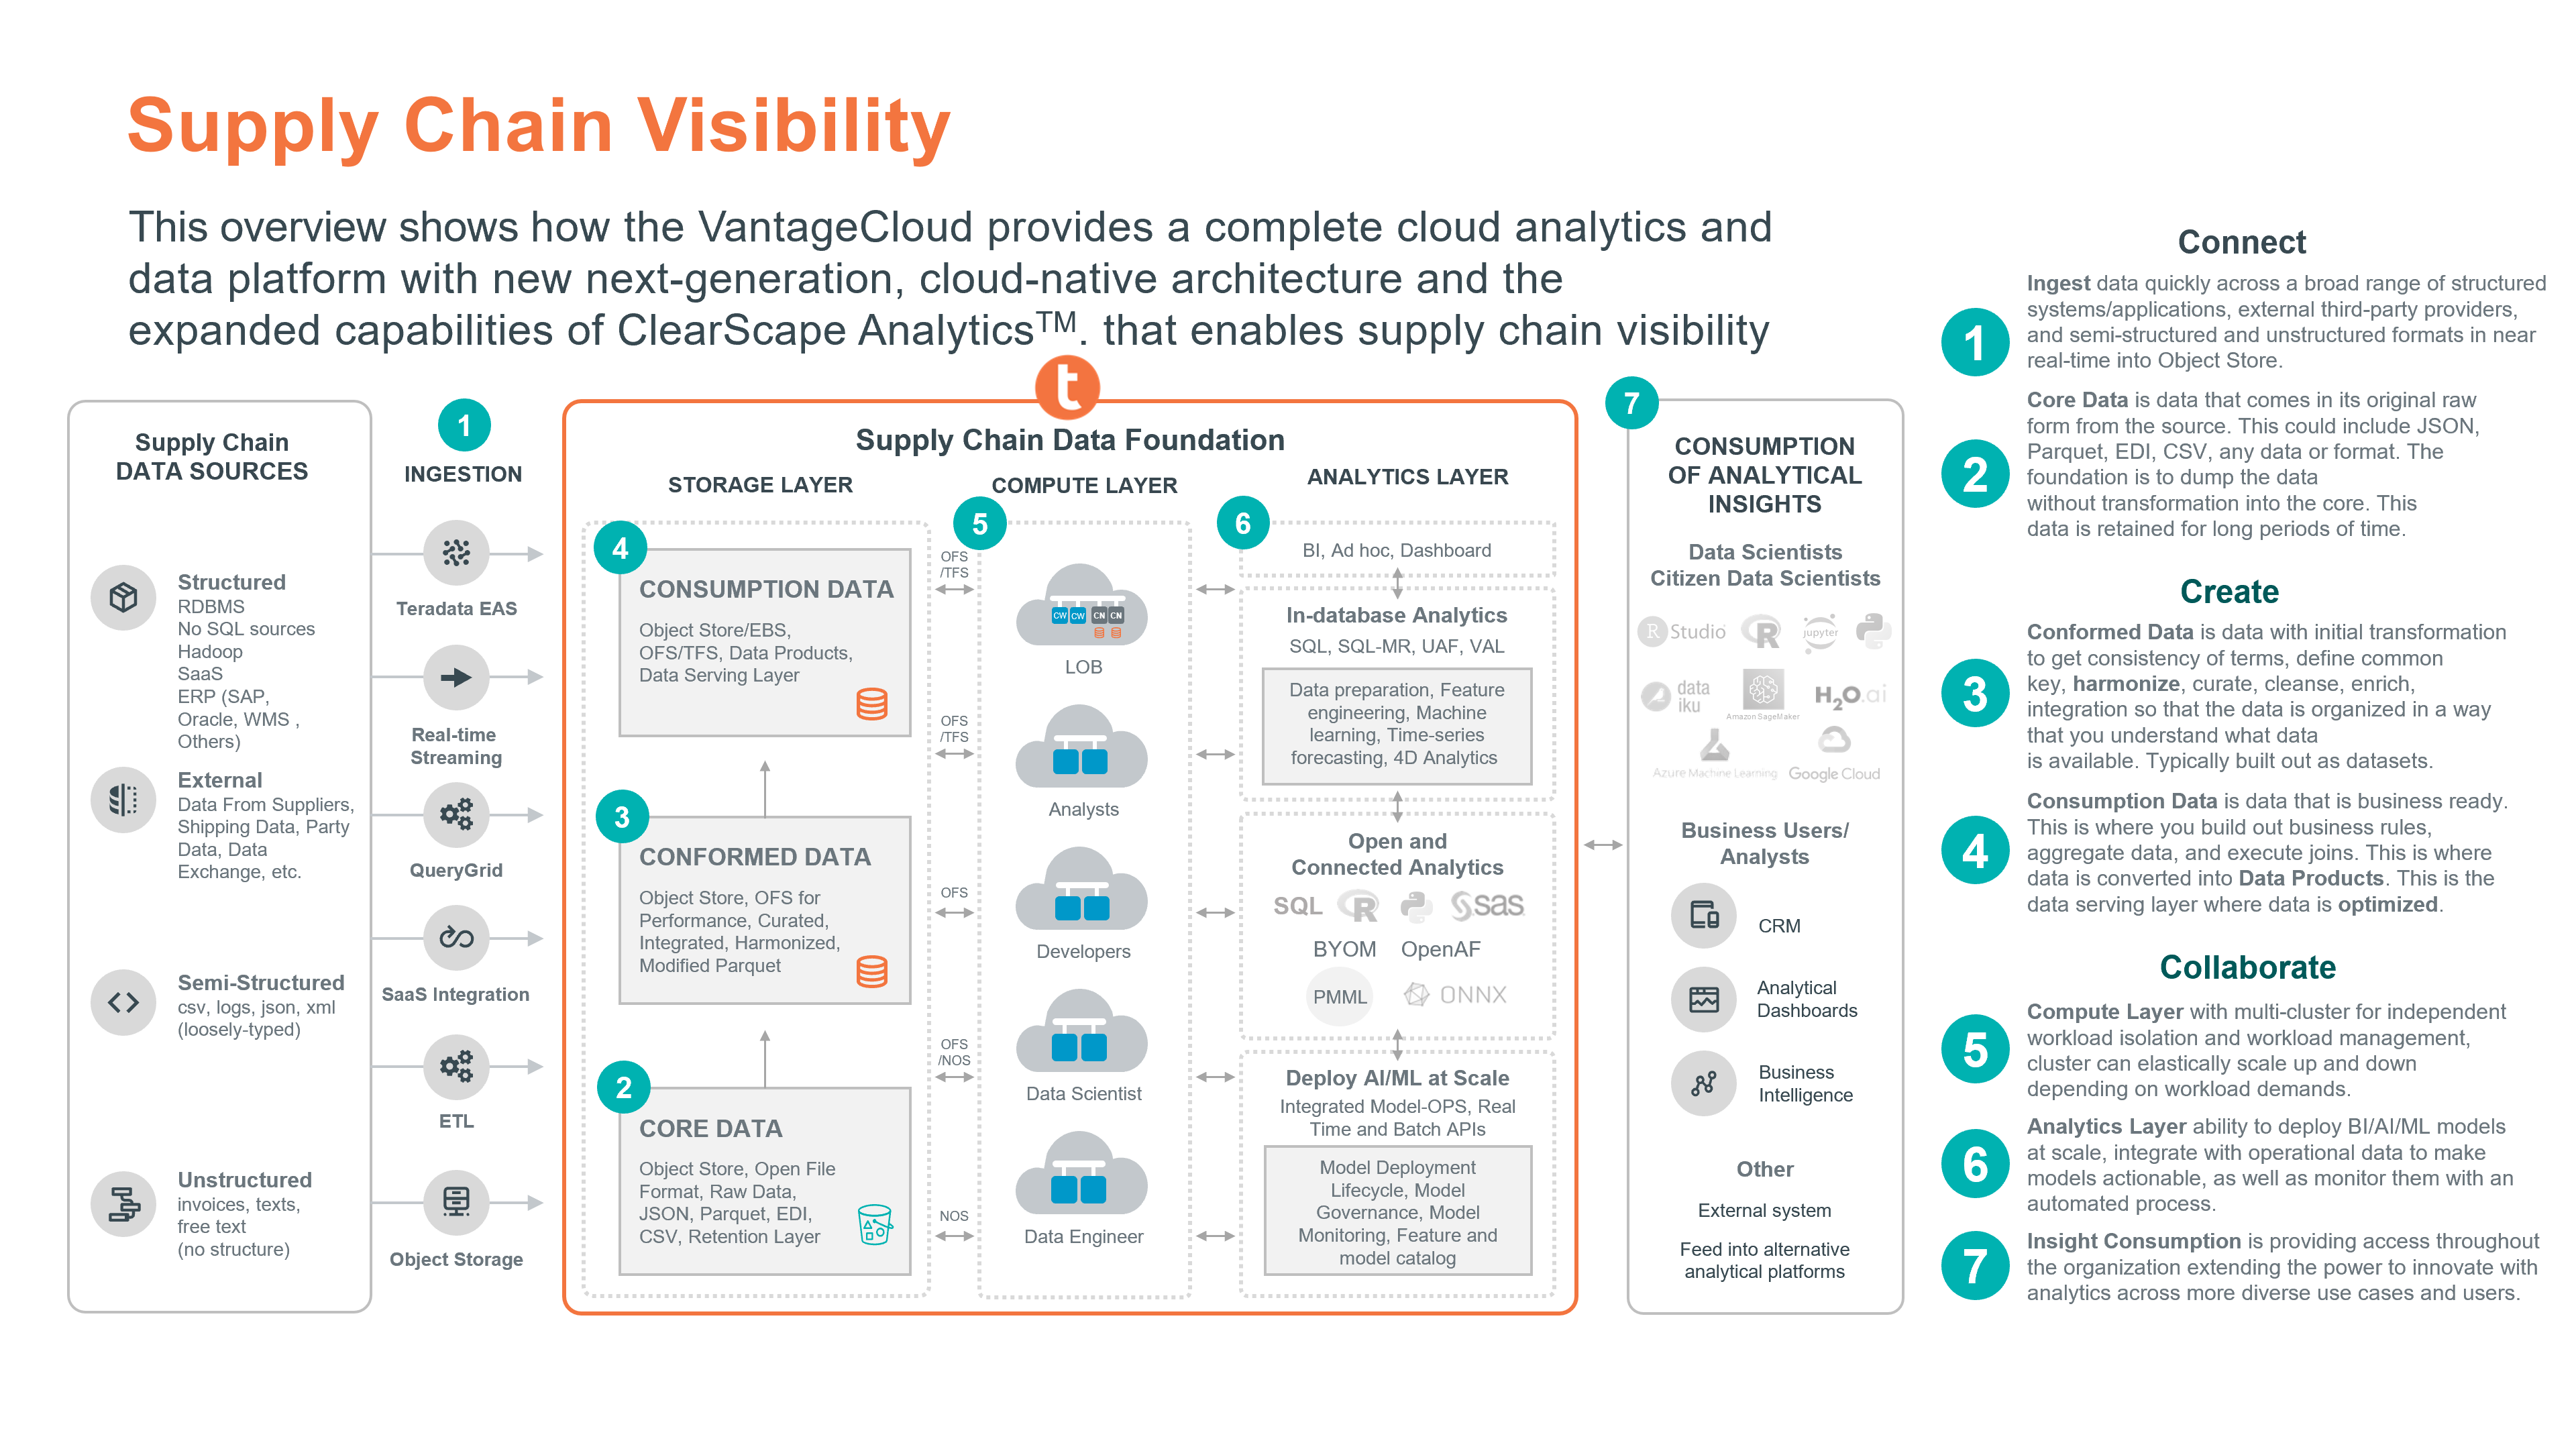 Supply Chain Visibility
This overview shows how the VantageCloud provides a complete cloud analytics and
data platform with new next-generation, cloud-native architecture and the
expanded capabilities of ClearScape Analytics™. that enables supply chain visibility
Supply Chain
DATA SOURCES
Structured
RDBMS
No SQL sources
Hadoop
SaaS
ERP (SAP,
Oracle, WMS ,
Others)
External
Data From Suppliers,
Shipping Data, Party
Data, Data
Exchange, etc.
Semi-Structured
csv, logs, json, xml
(loosely-typed)
Unstructured
invoices, texts,
free text
(no structure)
1
INGESTION
Teradata EAS
Real-time
Streaming
QueryGrid
SaaS Integration
ETL
Object Storage
t
Supply Chain Data Foundation
STORAGE LAYER
4
CONSUMPTION DATA
Object Store/EBS,
OFS/TFS, Data Products,
Data Serving Layer
3
CONFORMED DATA
Object Store, OFS for
Performance, Curated,
Integrated, Harmonized,
Modified Parquet
2
CORE DATA
Object Store, Open File
Format, Raw Data,
JSON, Parquet, EDI,
CSV, Retention Layer
OFS
/TFS
OFS
/TFS
OFS
OFS
/NOS
NOS
COMPUTE LAYER
5
CW CW CN CN
LOB
Analysts
Developers
Data Scientist
Data Engineer
ANALYTICS LAYER
6
BI, Ad hoc, Dashboard
In-database Analytics
SQL, SQL-MR, UAF, VAL
Data preparation, Feature
engineering, Machine
learning, Time-series
forecasting, 4D Analytics
Open and
Connected Analytics
SQL R sas
BYOM OpenAF
PMML ONNX
Deploy AI/ML at Scale
Integrated Model-OPS, Real
Time and Batch APIs
Model Deployment
Lifecycle, Model
Governance, Model
Monitoring, Feature and
model catalog
7
CONSUMPTION
OF ANALYTICAL
INSIGHTS
Data Scientists
Citizen Data Scientists
R Studio R jupyter
data
iku
Amazon SageMaker
H2O.ai
Azure Machine Learning
Google Cloud
Business Users/
Analysts
CRM
Analytical
Dashboards
Business
Intelligence
Other
External system
Feed into alternative
analytical platforms
Connect
1
Ingest data quickly across a broad range of structured
systems/applications, external third-party providers,
and semi-structured and unstructured formats in near
real-time into Object Store.
2
Core Data is data that comes in its original raw
form from the source. This could include JSON,
Parquet, EDI, CSV, any data or format. The
foundation is to dump the data
without transformation into the core. This
data is retained for long periods of time.
Create
3
Conformed Data is data with initial transformation
to get consistency of terms, define common
key, harmonize, curate, cleanse, enrich,
integration so that the data is organized in a way
that you understand what data
is available. Typically built out as datasets.
4
Consumption Data is data that is business ready.
This is where you build out business rules,
aggregate data, and execute joins. This is where
data is converted into Data Products. This is the
data serving layer where data is optimized.
Collaborate
5
Compute Layer with multi-cluster for independent
workload isolation and workload management,
cluster can elastically scale up and down
depending on workload demands.
6
Analytics Layer ability to deploy BI/AI/ML models
at scale, integrate with operational data to make
models actionable, as well as monitor them with an
automated process.
7
Insight Consumption is providing access throughout
the organization extending the power to innovate with
analytics across more diverse use cases and users.